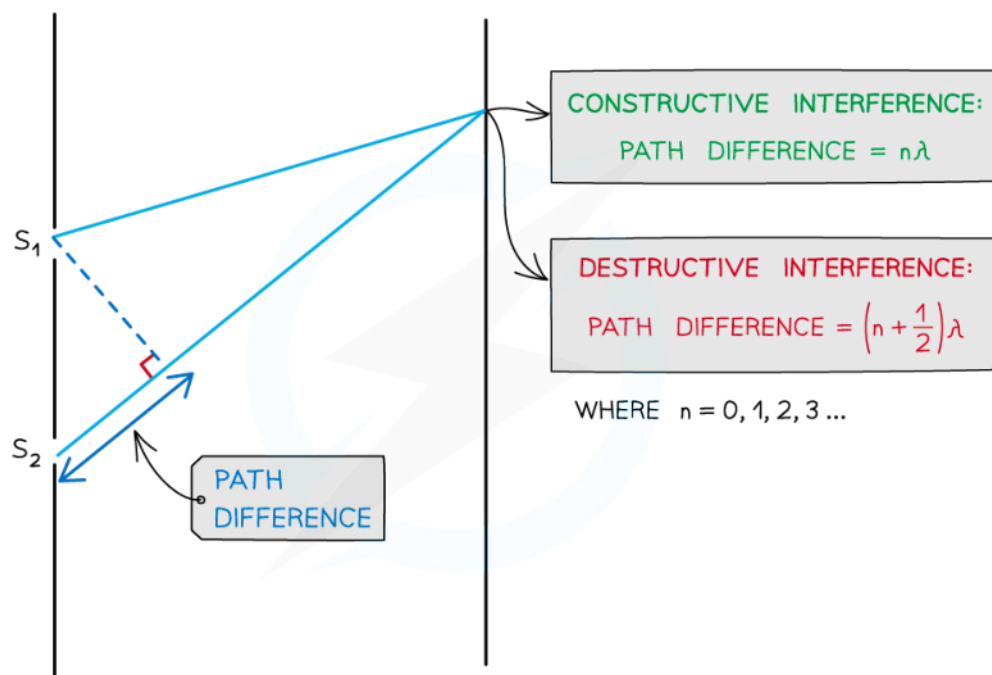 S₁
S₂
PATH
DIFFERENCE
CONSTRUCTIVE INTERFERENCE:
PATH DIFFERENCE = nλ
DESTRUCTIVE INTERFERENCE:
PATH DIFFERENCE = (n + 1/2)λ
WHERE n = 0, 1, 2, 3 ...